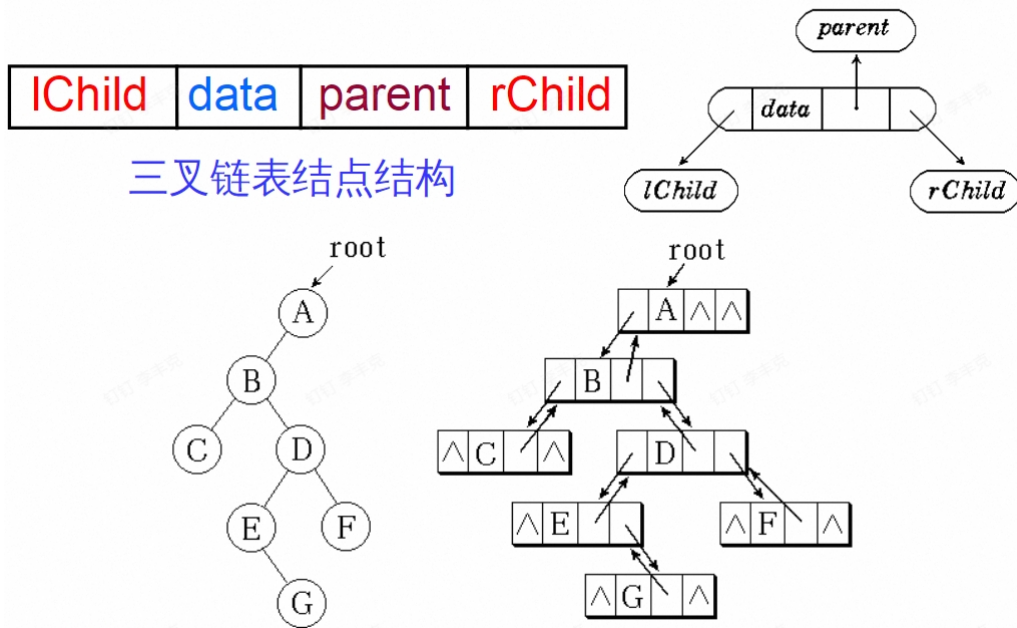 parent
lChild data parent rChild
data
三叉链表结点结构
lChild rChild
root root
A A ∧ ∧
B B
C D ∧ C ∧ D
E F ∧ E ∧ F ∧
G ∧ G ∧